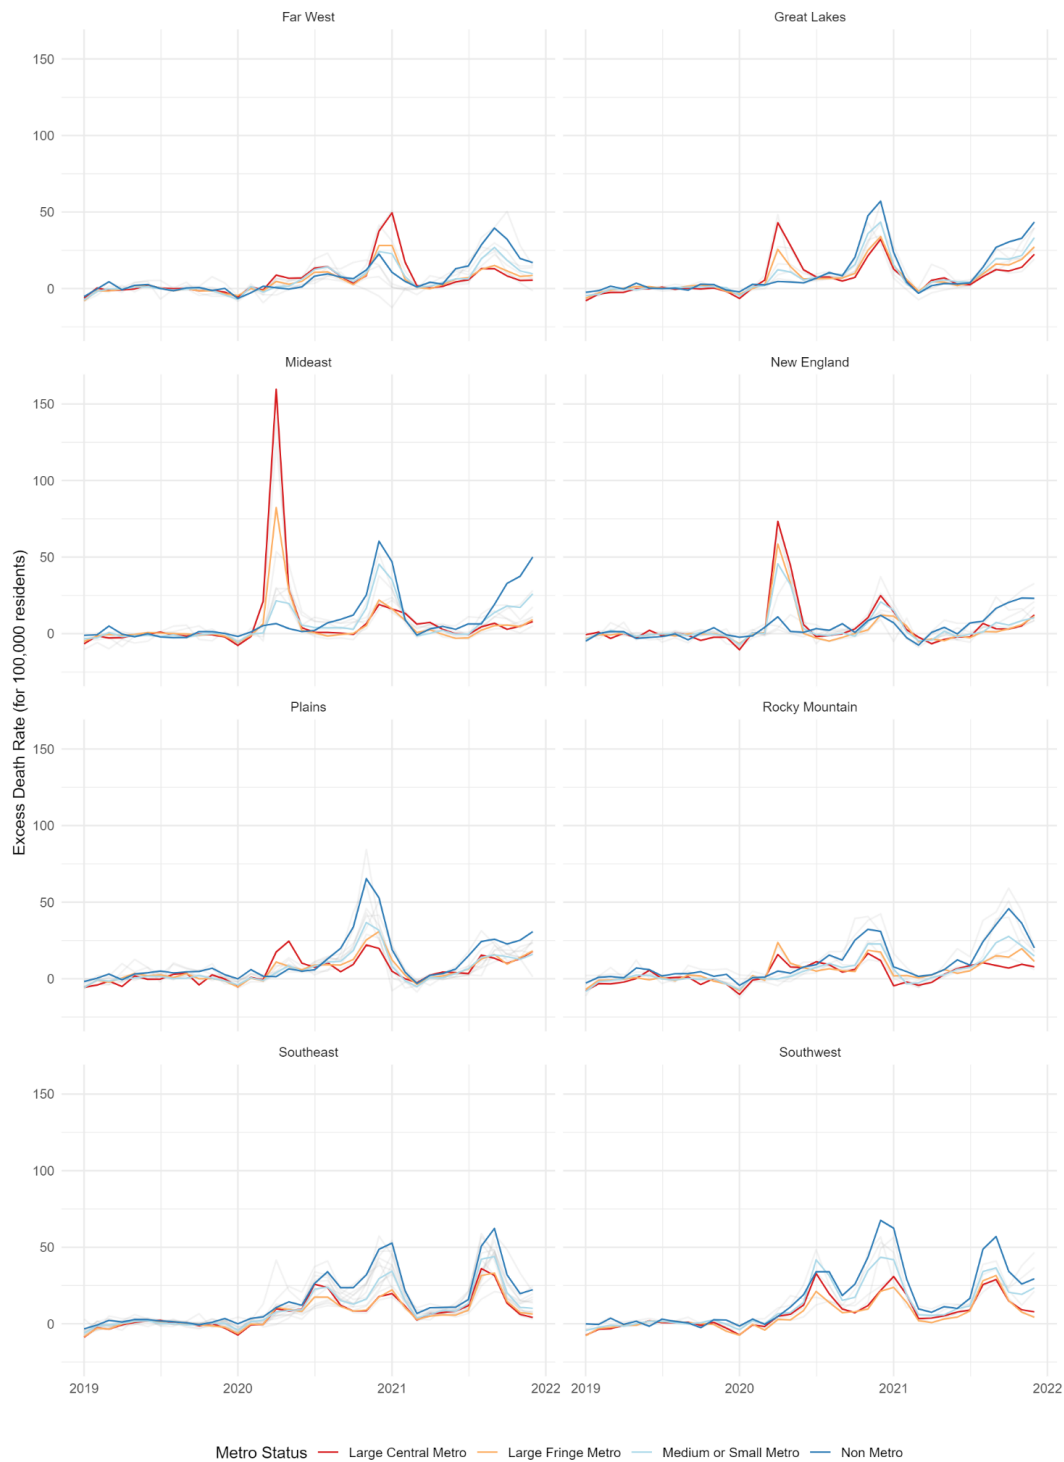 Far West
Great Lakes
150
100
50
0
Mideast
New England
150
100
50
0
Excess Death Rate (for 100,000 residents)
Plains
Rocky Mountain
150
100
50
0
Southeast
Southwest
150
100
50
0
2019 2020 2021 2022 2019 2020 2021 2022
Metro Status Large Central Metro Large Fringe Metro Medium or Small Metro Non Metro